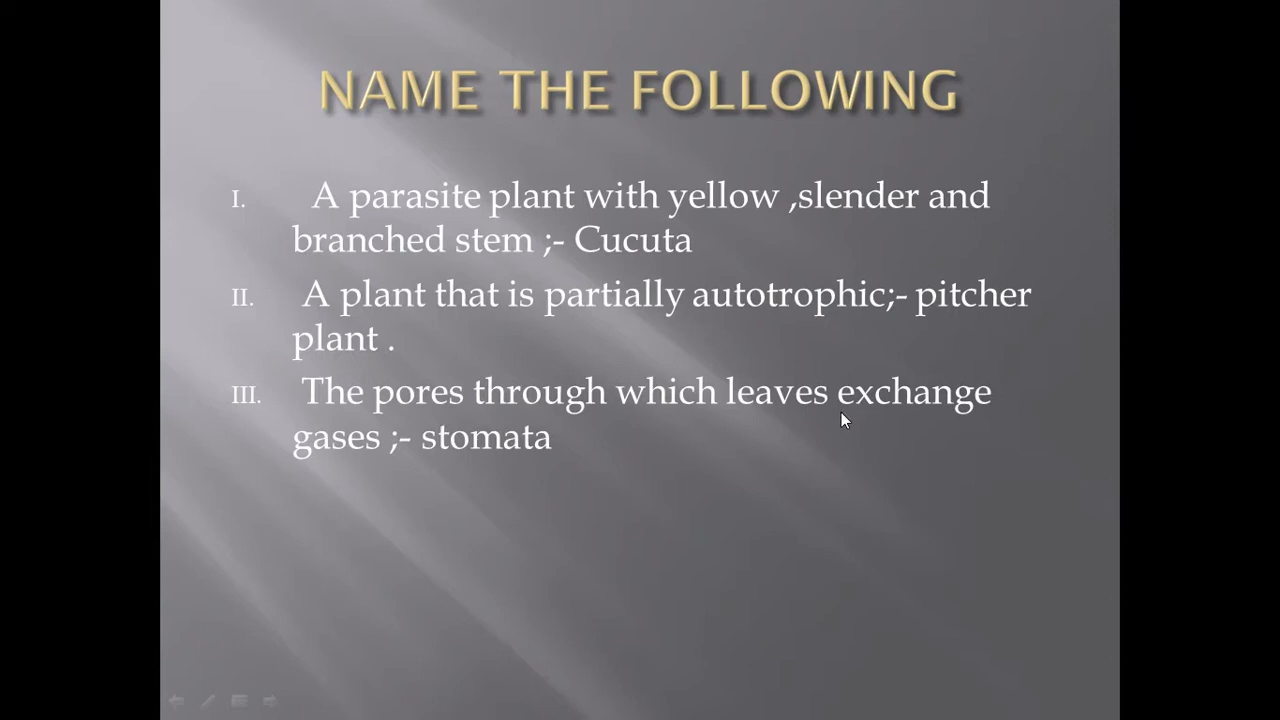 NAME THE FOLLOWING
I. A parasite plant with yellow ,slender and
branched stem ;- Cucuta
II. A plant that is partially autotrophic;- pitcher
plant .
III. The pores through which leaves exchange
gases ;- stomata